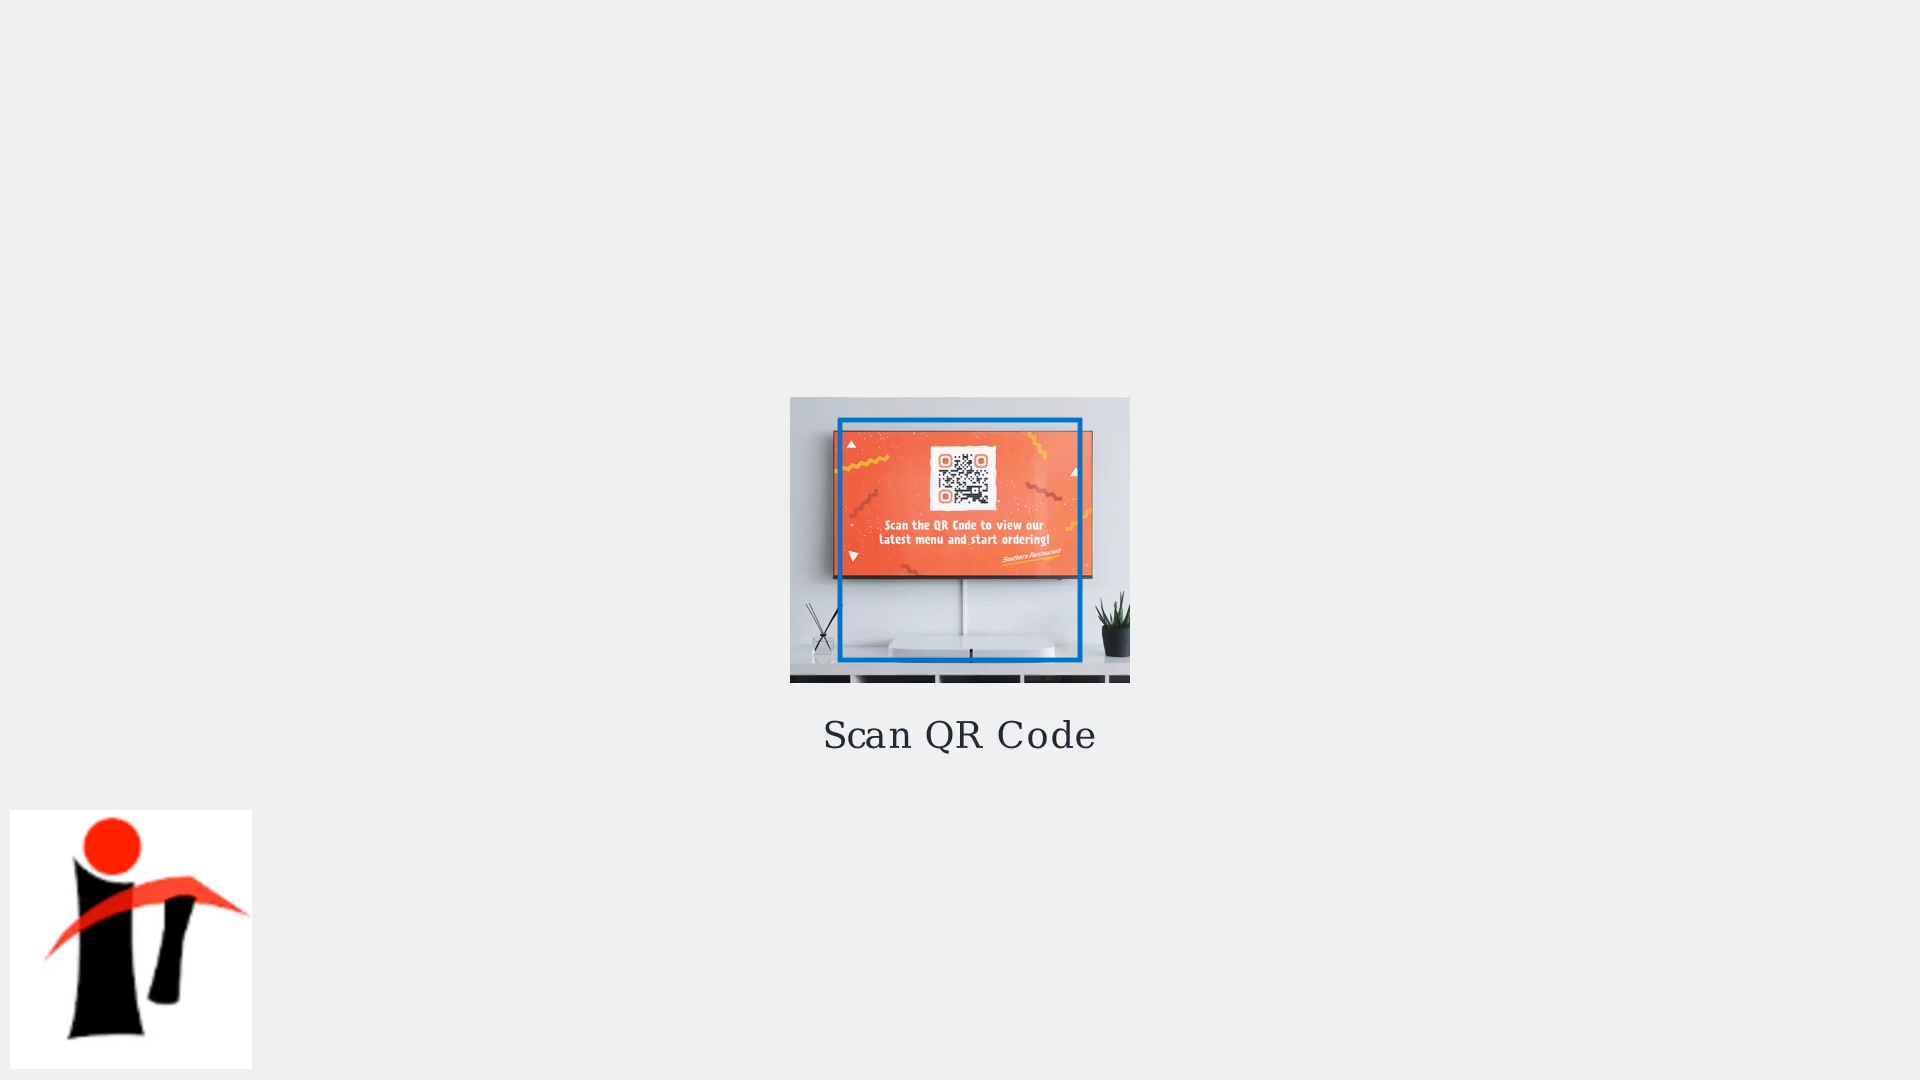 Scan the QR Code to view our
latest menu and start ordering!
Southern Restaurant
Scan QR Code